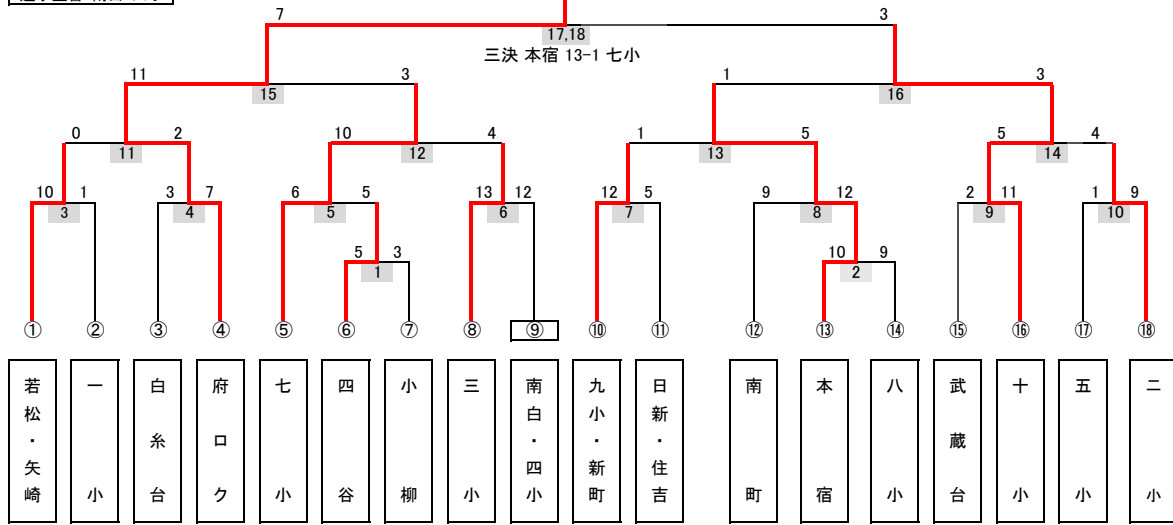 7 3
17,18
三決 本宿 13-1 七小
11 3 1 3
15 16
0 2 10 4 1 5 5 4
11 12 13 14
10 1 3 7 6 5 13 12 12 5 9 12 2 11 1 9
3 4 5 6 7 8 9 10
5 3 10 9
1 2
① ② ③ ④ ⑤ ⑥ ⑦ ⑧ ⑨ ⑩ ⑪ ⑫ ⑬ ⑭ ⑮ ⑯ ⑰ ⑱
若松・矢崎
一小
白糸台
府ロク
七小
四谷
小柳
三小
南白・四小
九小・新町
日新・住吉
南町
本宿
八小
武蔵台
十小
五小
二小